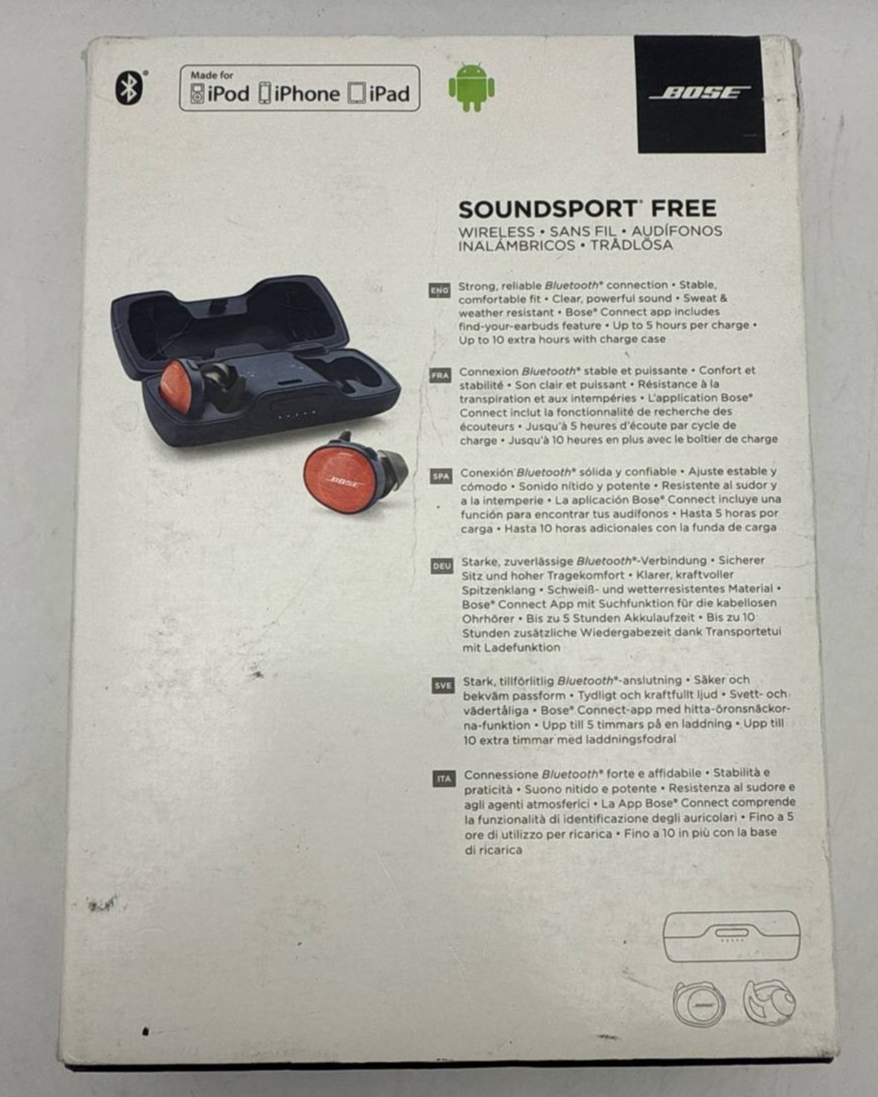 Made for
iPod iPhone iPad
BOSE
SOUNDSPORT® FREE
WIRELESS • SANS FIL • AUDÍFONOS
INALÁMBRICOS • TRÅDLÖSA
ENG
Strong, reliable Bluetooth® connection • Stable,
comfortable fit • Clear, powerful sound • Sweat &
weather resistant • Bose® Connect app includes
find-your-earbuds feature • Up to 5 hours per charge •
Up to 10 extra hours with charge case
FRA
Connexion Bluetooth® stable et puissante • Confort et
stabilité • Son clair et puissant • Résistance à la
transpiration et aux intempéries • L'application Bose®
Connect inclut la fonctionnalité de recherche des
écouteurs • Jusqu'à 5 heures d'écoute par cycle de
charge • Jusqu'à 10 heures en plus avec le boîtier de charge
SPA
Conexión Bluetooth® sólida y confiable • Ajuste estable y
cómodo • Sonido nítido y potente • Resistente al sudor y
a la intemperie • La aplicación Bose® Connect incluye una
función para encontrar tus audífonos • Hasta 5 horas por
carga • Hasta 10 horas adicionales con la funda de carga
DEU
Starke, zuverlässige Bluetooth®-Verbindung • Sicherer
Sitz und hoher Tragekomfort • Klarer, kraftvoller
Spitzenklang • Schweiß- und wetterresistentes Material •
Bose® Connect App mit Suchfunktion für die kabellosen
Ohrhörer • Bis zu 5 Stunden Akkulaufzeit • Bis zu 10
Stunden zusätzliche Wiedergabezeit dank Transportetui
mit Ladefunktion
SVE
Stark, tillförlitlig Bluetooth®-anslutning • Säker och
bekväm passform • Tydligt och kraftfullt ljud • Svett- och
vädertåliga • Bose® Connect-app med hitta-öronsnäckor-
na-funktion • Upp till 5 timmars på en laddning • Upp till
10 extra timmar med laddningsfodral
ITA
Connessione Bluetooth® forte e affidabile • Stabilità e
praticità • Suono nitido e potente • Resistenza al sudore e
agli agenti atmosferici • La App Bose® Connect comprende
la funzionalità di identificazione degli auricolari • Fino a 5
ore di utilizzo per ricarica • Fino a 10 in più con la base
di ricarica
BOSE